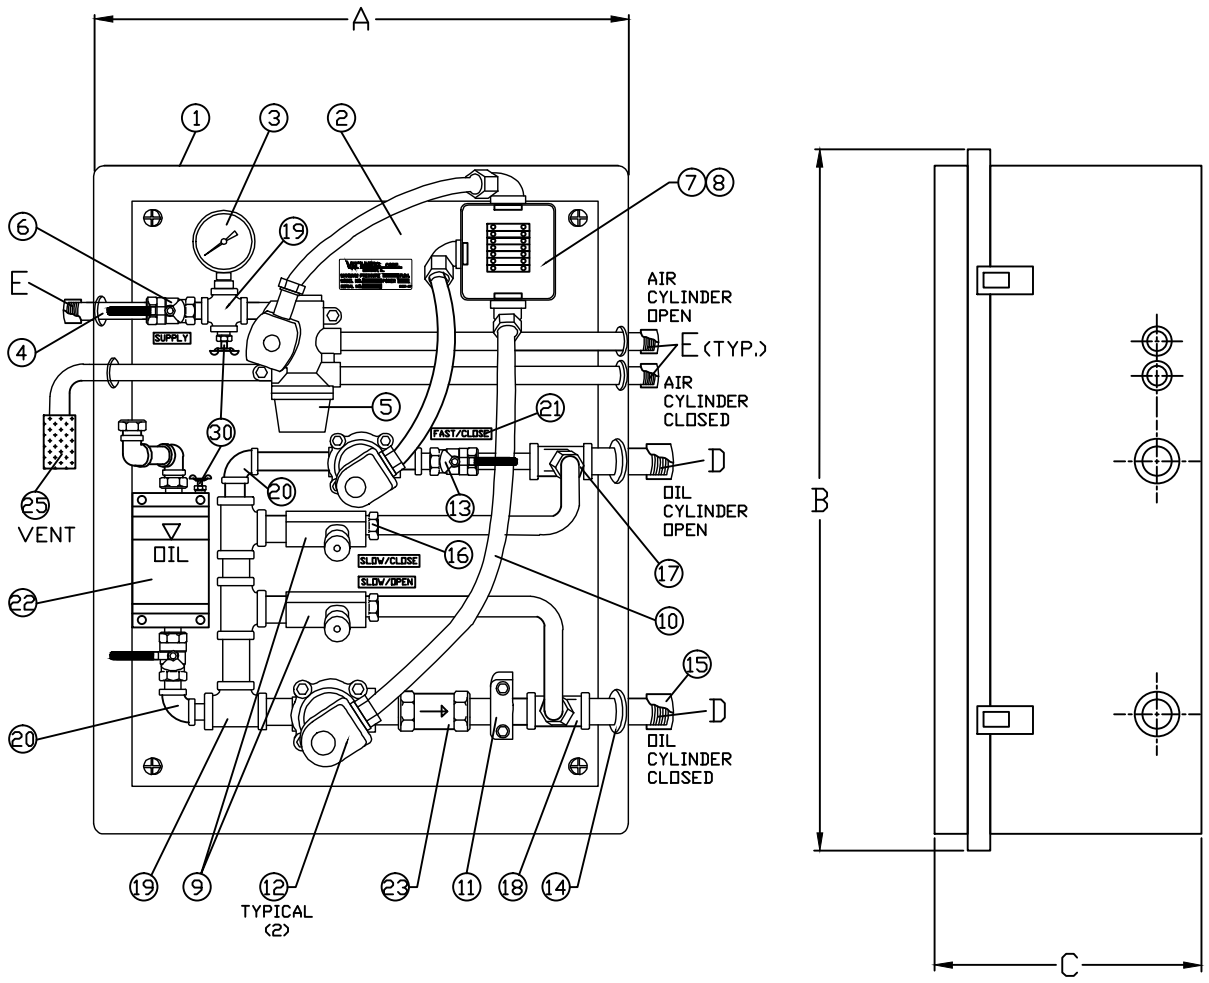 A
1
3
2
7 8
6
19
E
AIR
CYLINDER
OPEN
SUPPLY
4
E (TYP.)
AIR
CYLINDER
CLOSED
5
21
30
FAST/CLOSE
D
20
OIL
CYLINDER
OPEN
25
13
B
VENT
OIL
16
SLOW/CLOSE
17
SLOW/OPEN
22
10
15
D
20
OIL
CYLINDER
CLOSED
19
9
12
23
11
18
14
TYPICAL
(2)
C